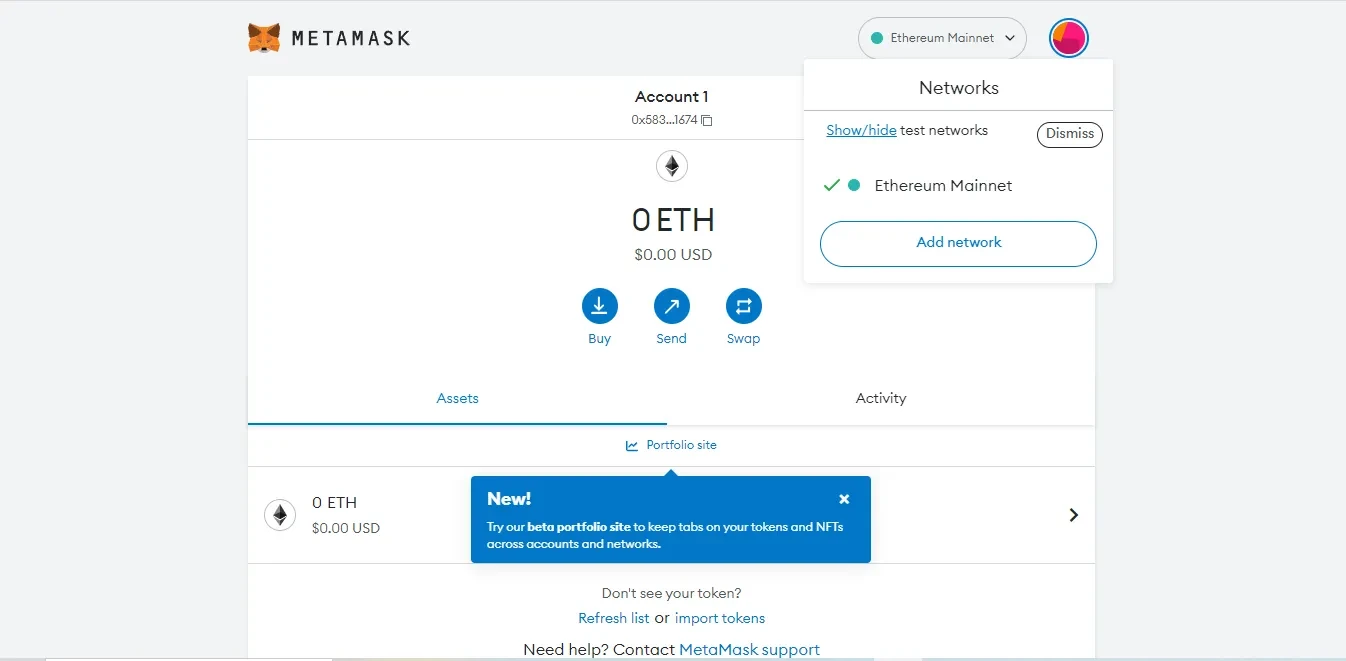 METAMASK
Ethereum Mainnet
Networks
Show/hide test networks
Dismiss
Ethereum Mainnet
Add network
Account 1
0x583...1674
0 ETH
$0.00 USD
Buy
Send
Swap
Assets
Activity
Portfolio site
New!
Try our beta portfolio site to keep tabs on your tokens and NFTs
across accounts and networks.
0 ETH
$0.00 USD
Don't see your token?
Refresh list or import tokens
Need help? Contact MetaMask support